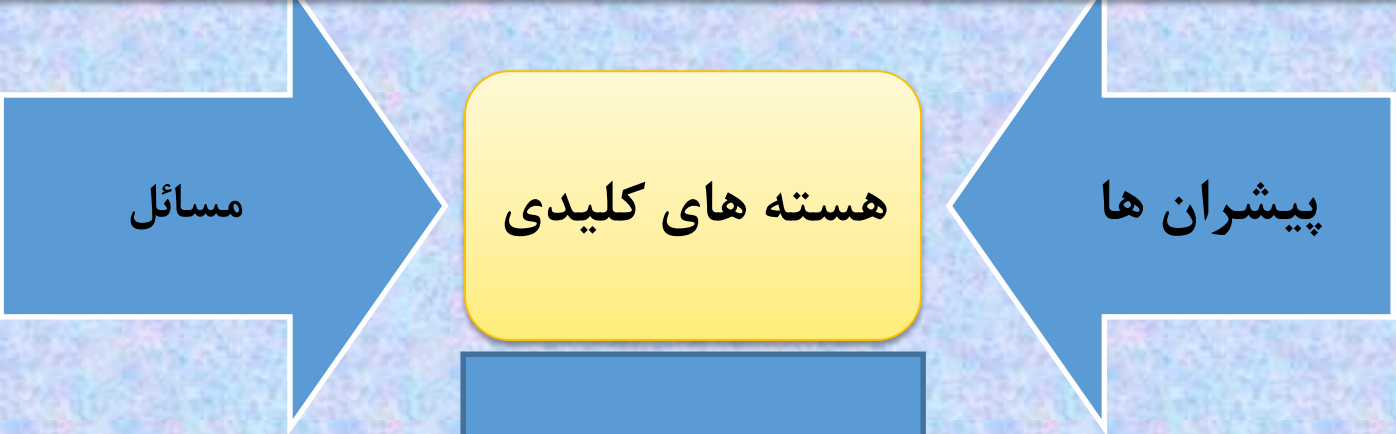 پیشران ها
هسته های کلیدی
مسائل